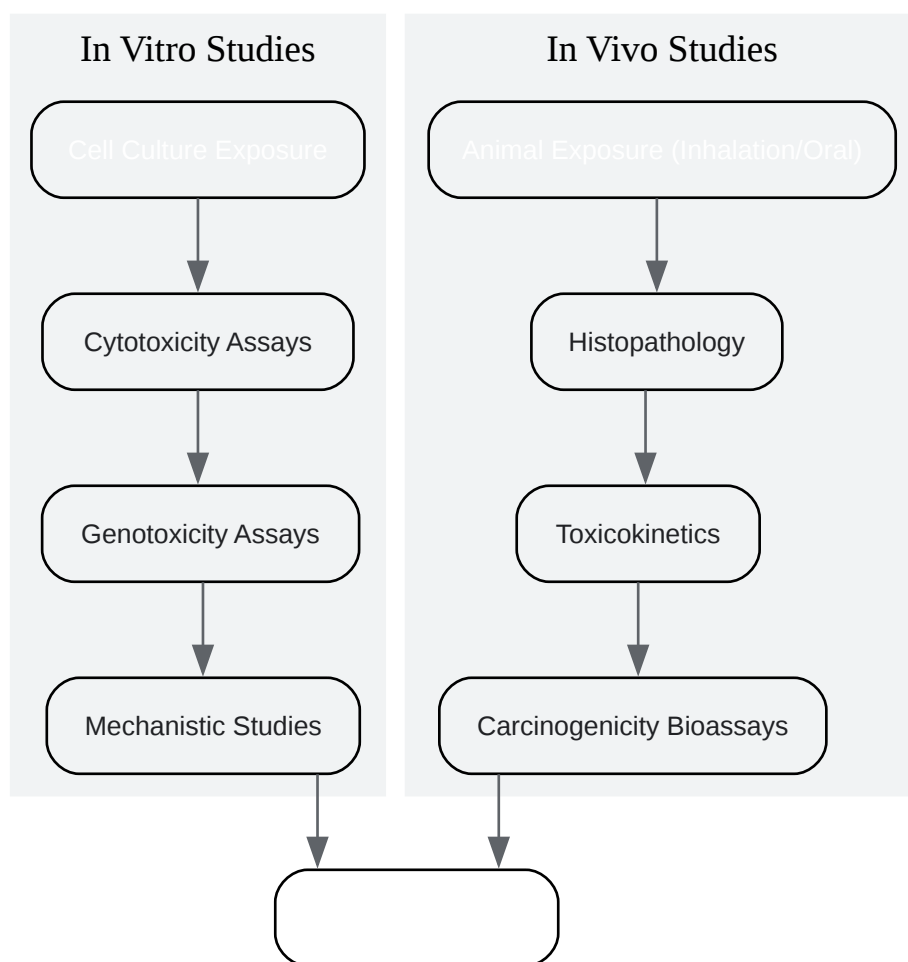 In Vitro Studies
In Vivo Studies
Cell Culture Exposure
Animal Exposure (Inhalation/Oral)
Cytotoxicity Assays
Histopathology
Genotoxicity Assays
Toxicokinetics
Mechanistic Studies
Carcinogenicity Bioassays